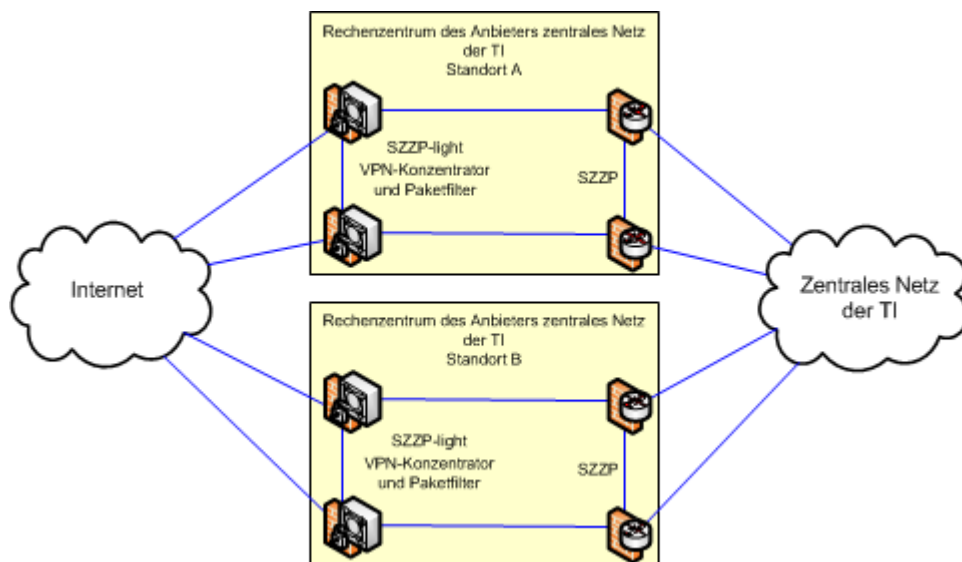 Rechenzentrum des Anbieters zentrales Netz
der TI
Standort A
SZZP-light
VPN-Konzentrator
und Paketfilter
SZZP
Internet
Zentrales Netz
der TI
Rechenzentrum des Anbieters zentrales Netz
der TI
Standort B
SZZP-light
VPN-Konzentrator
und Paketfilter
SZZP